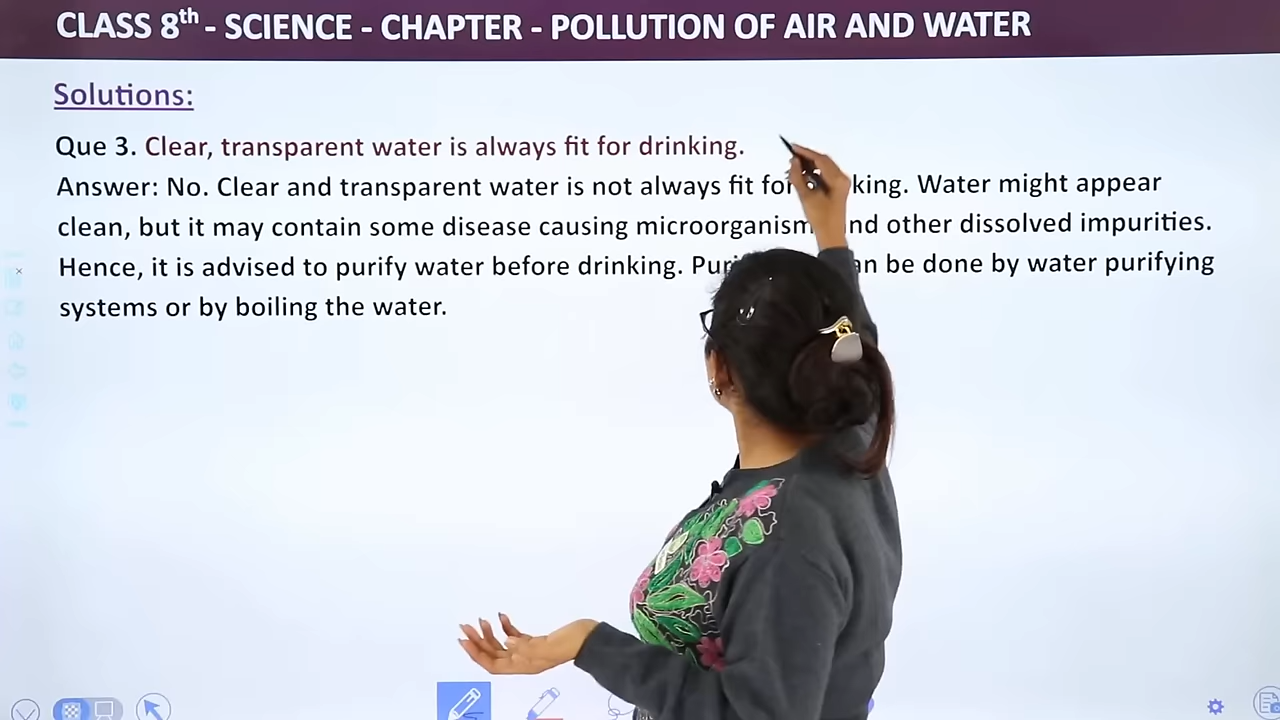 CLASS 8th - SCIENCE - CHAPTER - POLLUTION OF AIR AND WATER
Solutions:
Que 3. Clear, transparent water is always fit for drinking.
Answer: No. Clear and transparent water is not always fit for king. Water might appear
clean, but it may contain some disease causing microorganism nd other dissolved impurities.
Hence, it is advised to purify water before drinking. Puri an be done by water purifying
systems or by boiling the water.